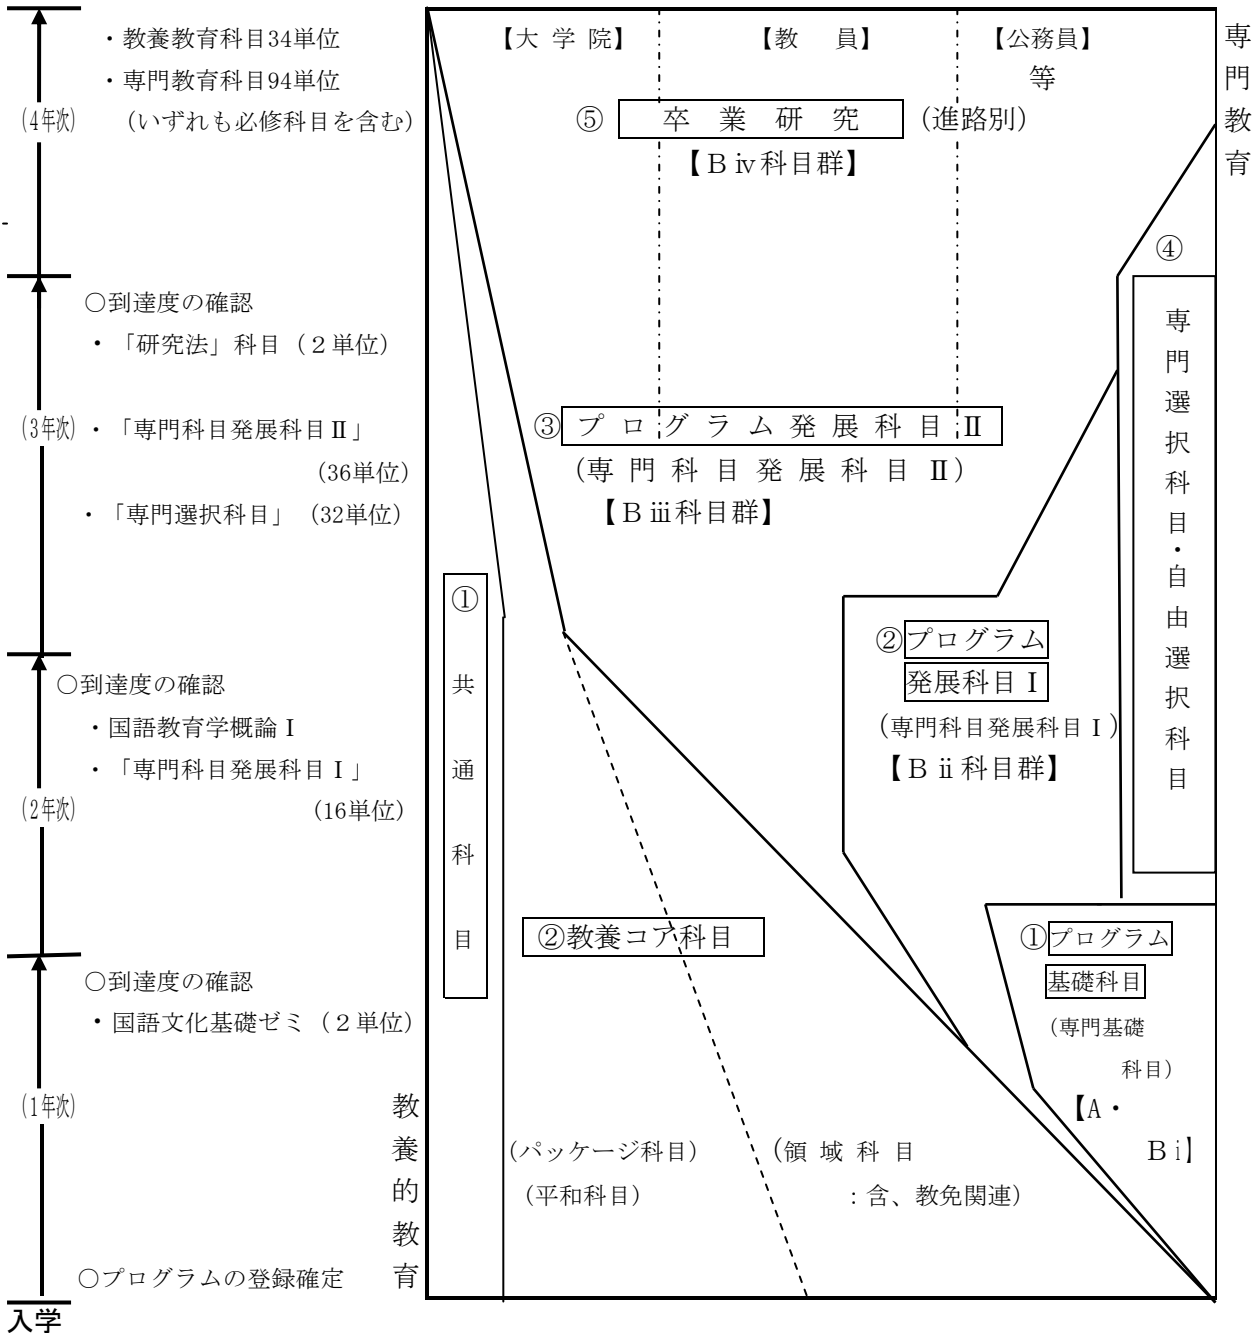 ・教養教育科目34単位
・専門教育科目94単位
(4年次)
(いずれも必修科目を含む)
【大 学 院】
【教 員】
【公務員】
等
専門教育
⑤ 卒 業 研 究 (進路別)
【Ｂⅳ科目群】
○到達度の確認
・「研究法」科目（２単位）
(3年次)
・「専門科目発展科目Ⅱ」
(36単位)
・「専門選択科目」（32単位）
③プ ロ グ ラ ム 発 展 科 目 Ⅱ
(専 門 科 目 発 展 科 目 Ⅱ)
【Ｂⅲ科目群】
④
専門選択科目・自由選択科目
①
共通科目
②プログラム
発展科目Ⅰ
(専門科目発展科目Ⅰ)
【Ｂⅱ科目群】
○到達度の確認
・国語教育学概論Ⅰ
・「専門科目発展科目Ⅰ」
(2年次)
(16単位)
②教養コア科目
①プログラム
基礎科目
(専門基礎
科目)
【A・
Ｂi】
○到達度の確認
・国語文化基礎ゼミ（２単位）
(1年次)
教養的教育
(パッケージ科目)
(平和科目)
(領 域 科 目
：含、教免関連)
○プログラムの登録確定
入学